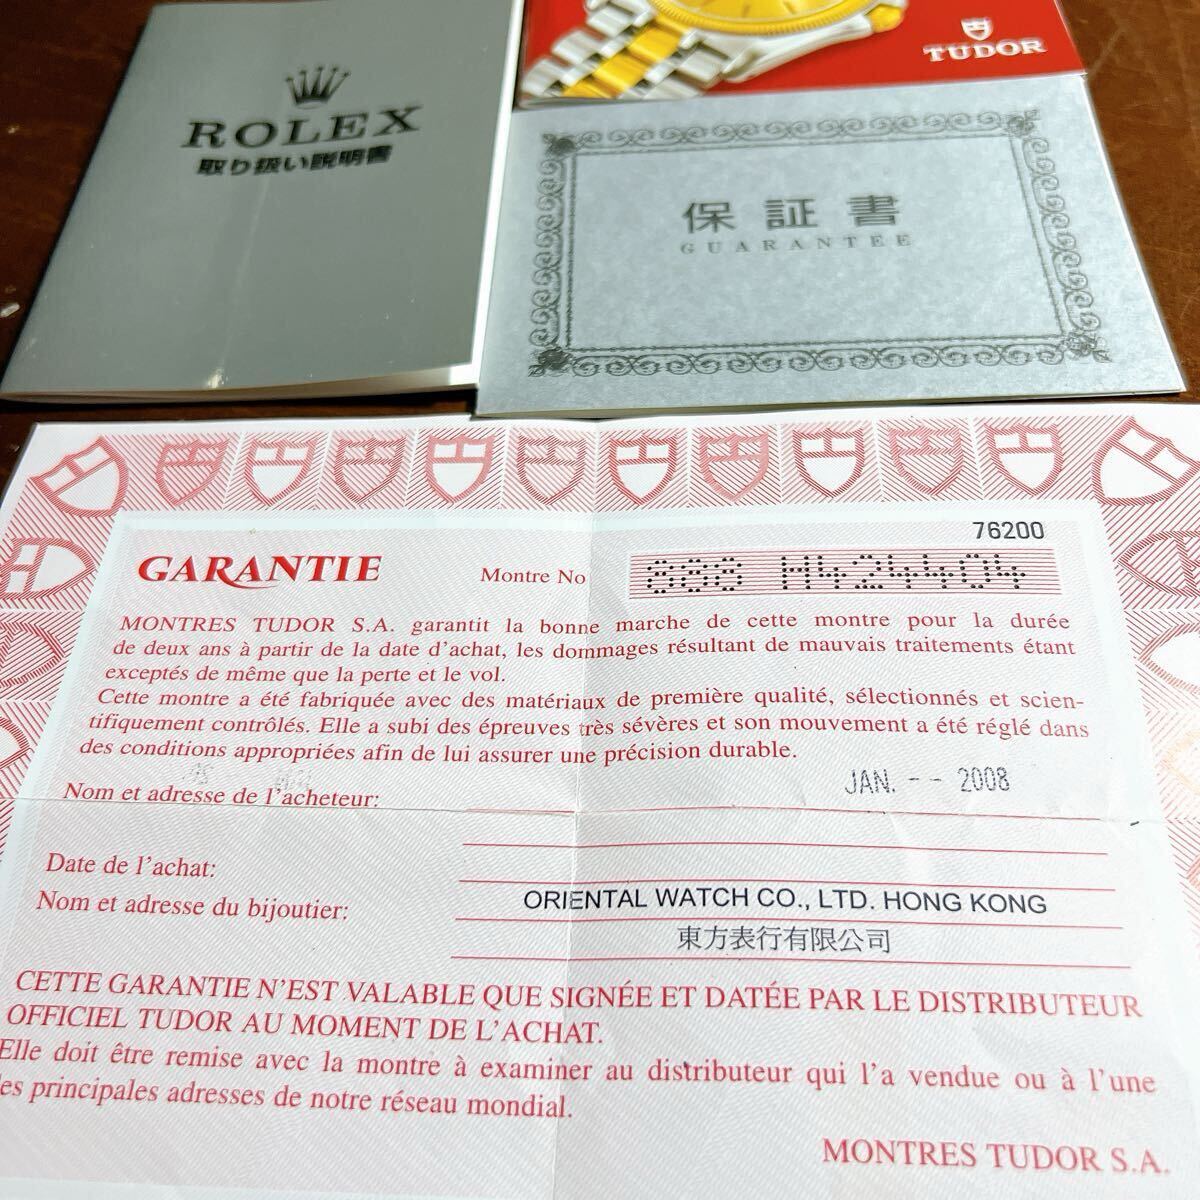 ROLEX
取り扱い説明書
TUDOR
保証書
GUARANTEE
76200
GARANTIE
Montre No
H424404
MONTRES TUDOR S.A. garantit la bonne marche de cette montre pour la durée
de deux ans à partir de la date d'achat, les dommages résultant de mauvais traitements étant
exceptés de même que la perte et le vol.
Cette montre a été fabriquée avec des matériaux de première qualité, sélectionnés et scien-
tifiquement contrôlés. Elle a subi des épreuves très sévères et son mouvement a été réglé dans
des conditions appropriées afin de lui assurer une précision durable.
JAN. -- 2008
Nom et adresse de l'acheteur:
Date de l'achat:
Nom et adresse du bijoutier:
ORIENTAL WATCH CO., LTD. HONG KONG
東方表行有限公司
CETTE GARANTIE N'EST VALABLE QUE SIGNÉE ET DATÉE PAR LE DISTRIBUTEUR
OFFICIEL TUDOR AU MOMENT DE L'ACHAT.
Elle doit être remise avec la montre à examiner au distributeur qui l'a vendue ou à l'une
es principales adresses de notre réseau mondial.
MONTRES TUDOR S.A.